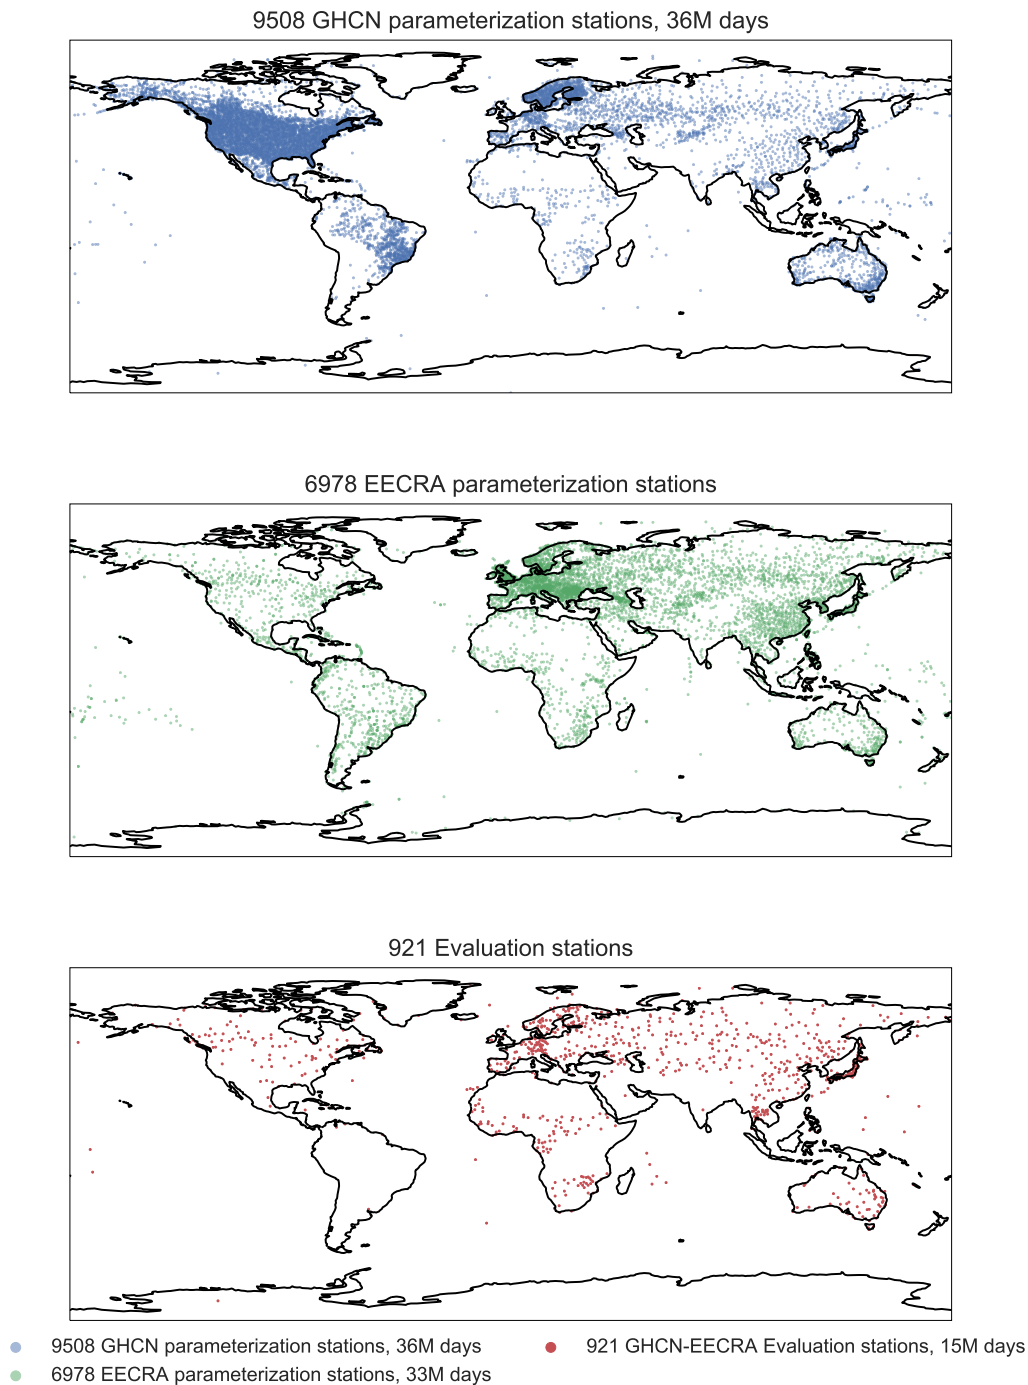 9508 GHCN parameterization stations, 36M days
6978 EECRA parameterization stations
921 Evaluation stations
9508 GHCN parameterization stations, 36M days
921 GHCN-EECRA Evaluation stations, 15M days
6978 EECRA parameterization stations, 33M days